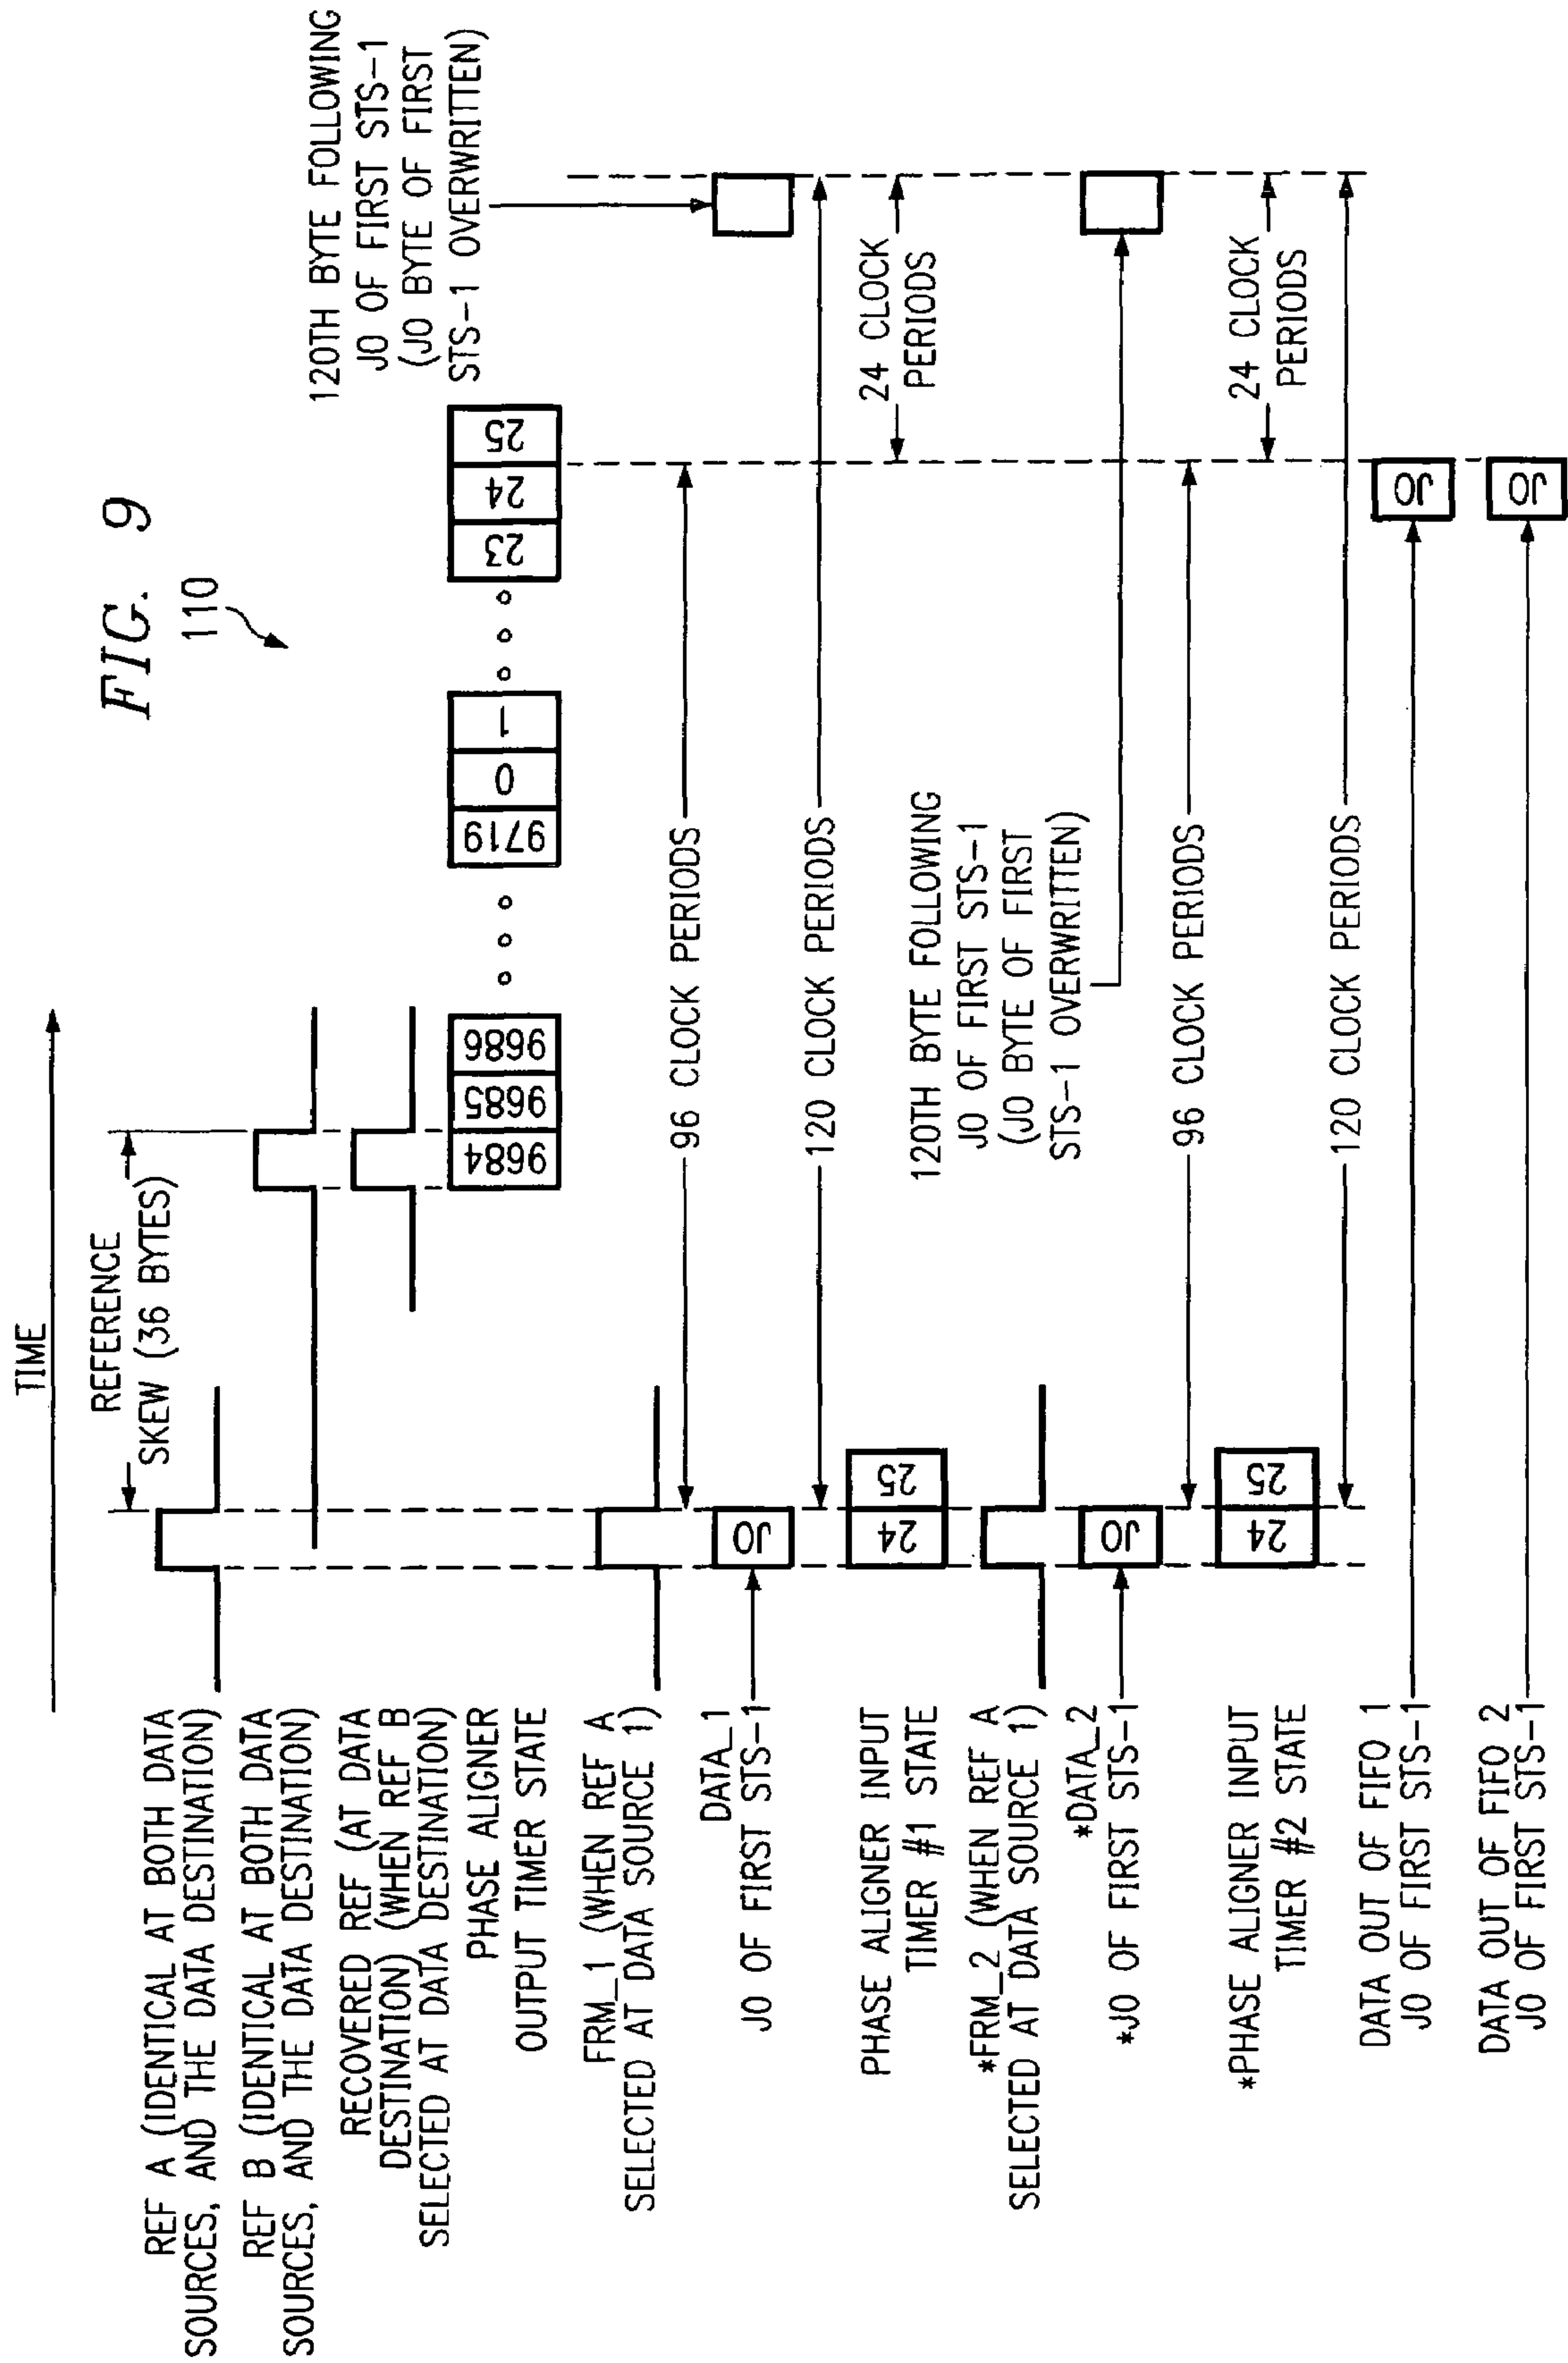 FIG. 9
110
TIME
REFERENCE
SKEW (36 BYTES)
REF A (IDENTICAL AT BOTH DATA
SOURCES, AND THE DATA DESTINATION)
REF B (IDENTICAL AT BOTH DATA
SOURCES, AND THE DATA DESTINATION)
RECOVERED REF (AT DATA
DESTINATION) (WHEN REF B
SELECTED AT DATA DESTINATION)
PHASE ALIGNER
OUTPUT TIMER STATE
9684 9685 9686 9719 0 1 23 24 25
120TH BYTE FOLLOWING
J0 OF FIRST STS-1
(J0 BYTE OF FIRST
STS-1 OVERWRITTEN)
FRM_1 (WHEN REF A
SELECTED AT DATA SOURCE 1)
96 CLOCK PERIODS
DATA_1
J0 OF FIRST STS-1
J0
120 CLOCK PERIODS
PHASE ALIGNER INPUT
TIMER #1 STATE
24 25
24 CLOCK
PERIODS
*FRM_2 (WHEN REF A
SELECTED AT DATA SOURCE 1)
120TH BYTE FOLLOWING
J0 OF FIRST STS-1
(J0 BYTE OF FIRST
STS-1 OVERWRITTEN)
*DATA_2
*J0 OF FIRST STS-1
J0
96 CLOCK PERIODS
*PHASE ALIGNER INPUT
TIMER #2 STATE
24 25
24 CLOCK
PERIODS
120 CLOCK PERIODS
DATA OUT OF FIFO 1
J0 OF FIRST STS-1
J0
DATA OUT OF FIFO 2
J0 OF FIRST STS-1
J0